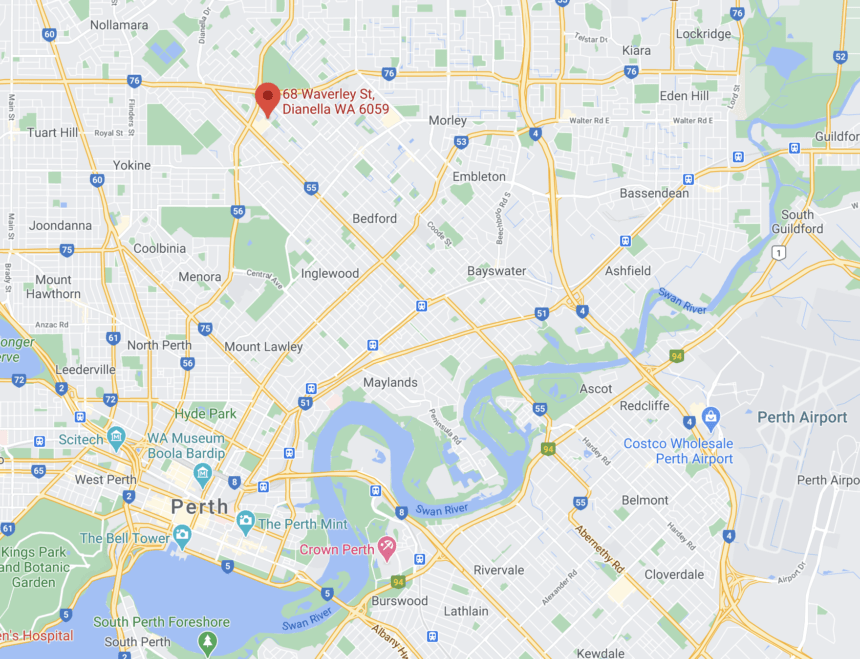 Nollamara
Dianella Dr
60
76
68 Waverley St,
Dianella WA 6059
76
Telstar Dr
Kiara
76
76
Lockridge
52
Eden Hill
Lord St
Main St
Tuart Hill
Royal St
Flinders St
Morley
53
4
Walter Rd E
Walter Rd E
Guildfor
Yokine
60
55
Embleton
Bassendean
56
Bedford
Coode St
Beechboro Rd S
South
Guildford
Main St
Joondanna
75
Coolbinia
Menora
Central Ave
Inglewood
Bayswater
Ashfield
1
Mount
Hawthorn
Brady St
Anzac Rd
61
75
51
4
Swan River
North Perth
Mount Lawley
56
94
onger
erve
72
Leederville
2
72
Maylands
51
55
Ascot
Redcliffe
Hyde Park
Peninsula Rd
4
Perth Airport
Scitech
WA Museum
Boola Bardip
94
Hardey Rd
Costco Wholesale
Perth Airport
65
West Perth
2
8
Perth
8
Swan River
55
Belmont
Perth Airpo
61
The Bell Tower
The Perth Mint
Crown Perth
Abernethy Rd
Hardey Rd
4
Kings Park
and Botanic
Garden
5
5
94
Rivervale
Alexander Rd
Cloverdale
Airport Dr
5
Burswood
Swan River
Lathlain
South Perth Foreshore
en's Hospital
South Perth
2
Albany Hw
Kewdale